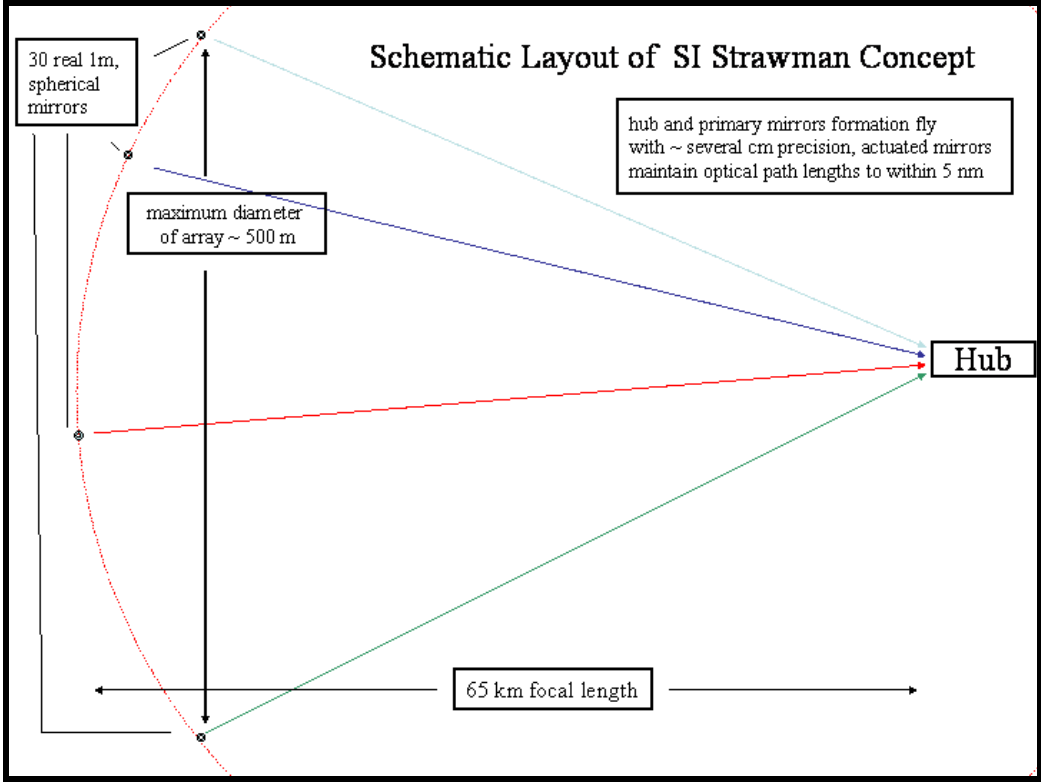 Schematic Layout of SI Strawman Concept
30 real 1m,
spherical
mirrors
hub and primary mirrors formation fly
with ~ several cm precision, actuated mirrors
maintain optical path lengths to within 5 nm
maximum diameter
of array ~ 500 m
Hub
65 km focal length